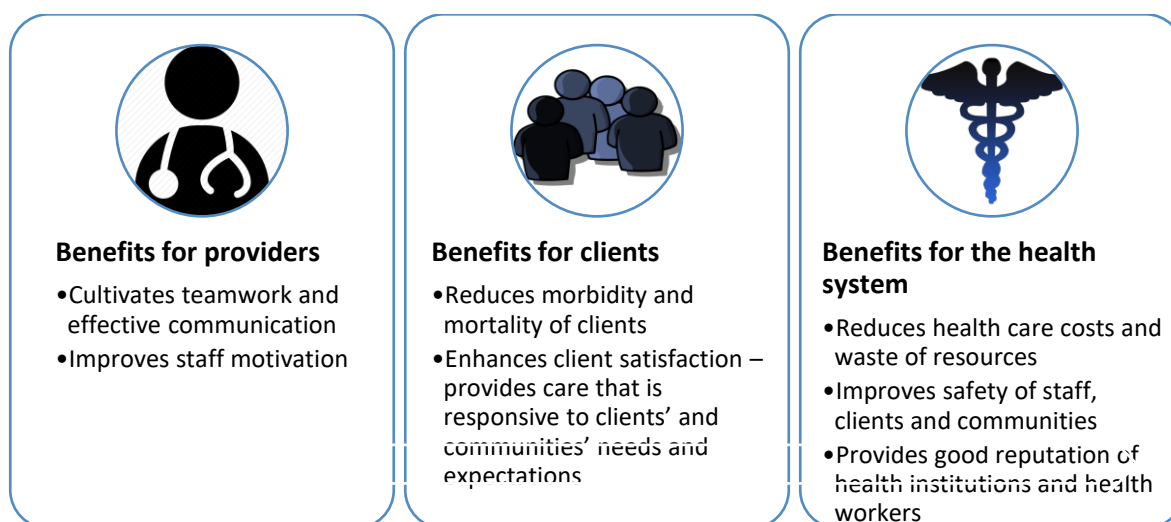 Benefits for providers
•Cultivates teamwork and
effective communication
•Improves staff motivation
Benefits for clients
•Reduces morbidity and
mortality of clients
•Enhances client satisfaction –
provides care that is
responsive to clients’ and
communities’ needs and
expectations
Benefits for the health
system
•Reduces health care costs and
waste of resources
•Improves safety of staff,
clients and communities
•Provides good reputation of
health institutions and health
workers